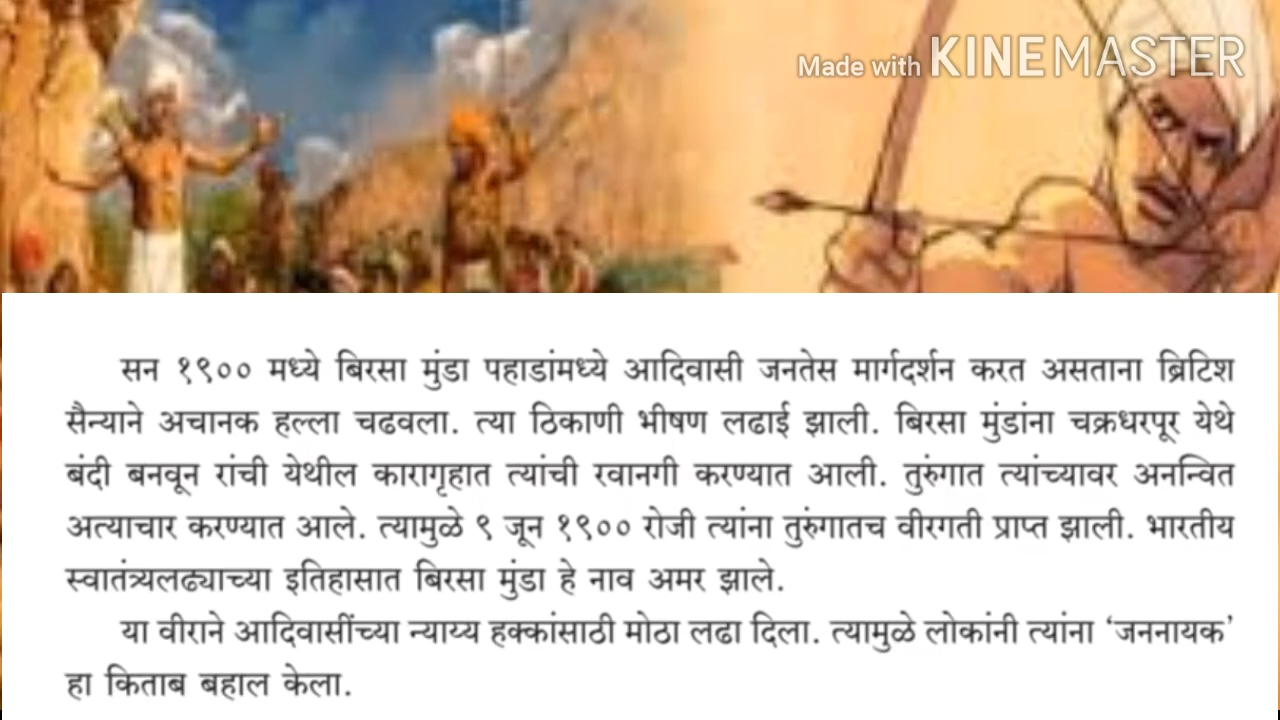 Made with KINEMASTER
सन १९०० मध्ये बिरसा मुंडा पहाडांमध्ये आदिवासी जनतेस मार्गदर्शन करत असताना ब्रिटिश
सैन्याने अचानक हल्ला चढवला. त्या ठिकाणी भीषण लढाई झाली. बिरसा मुंडांना चक्रधरपूर येथे
बंदी बनवून रांची येथील कारागृहात त्यांची रवानगी करण्यात आली. तुरुंगात त्यांच्यावर अनन्वित
अत्याचार करण्यात आले. त्यामुळे ९ जून १९०० रोजी त्यांना तुरुंगातच वीरगती प्राप्त झाली. भारतीय
स्वातंत्र्यलढ्याच्या इतिहासात बिरसा मुंडा हे नाव अमर झाले.
या वीराने आदिवासींच्या न्याय्य हक्कांसाठी मोठा लढा दिला. त्यामुळे लोकांनी त्यांना ‘जननायक’
हा किताब बहाल केला.